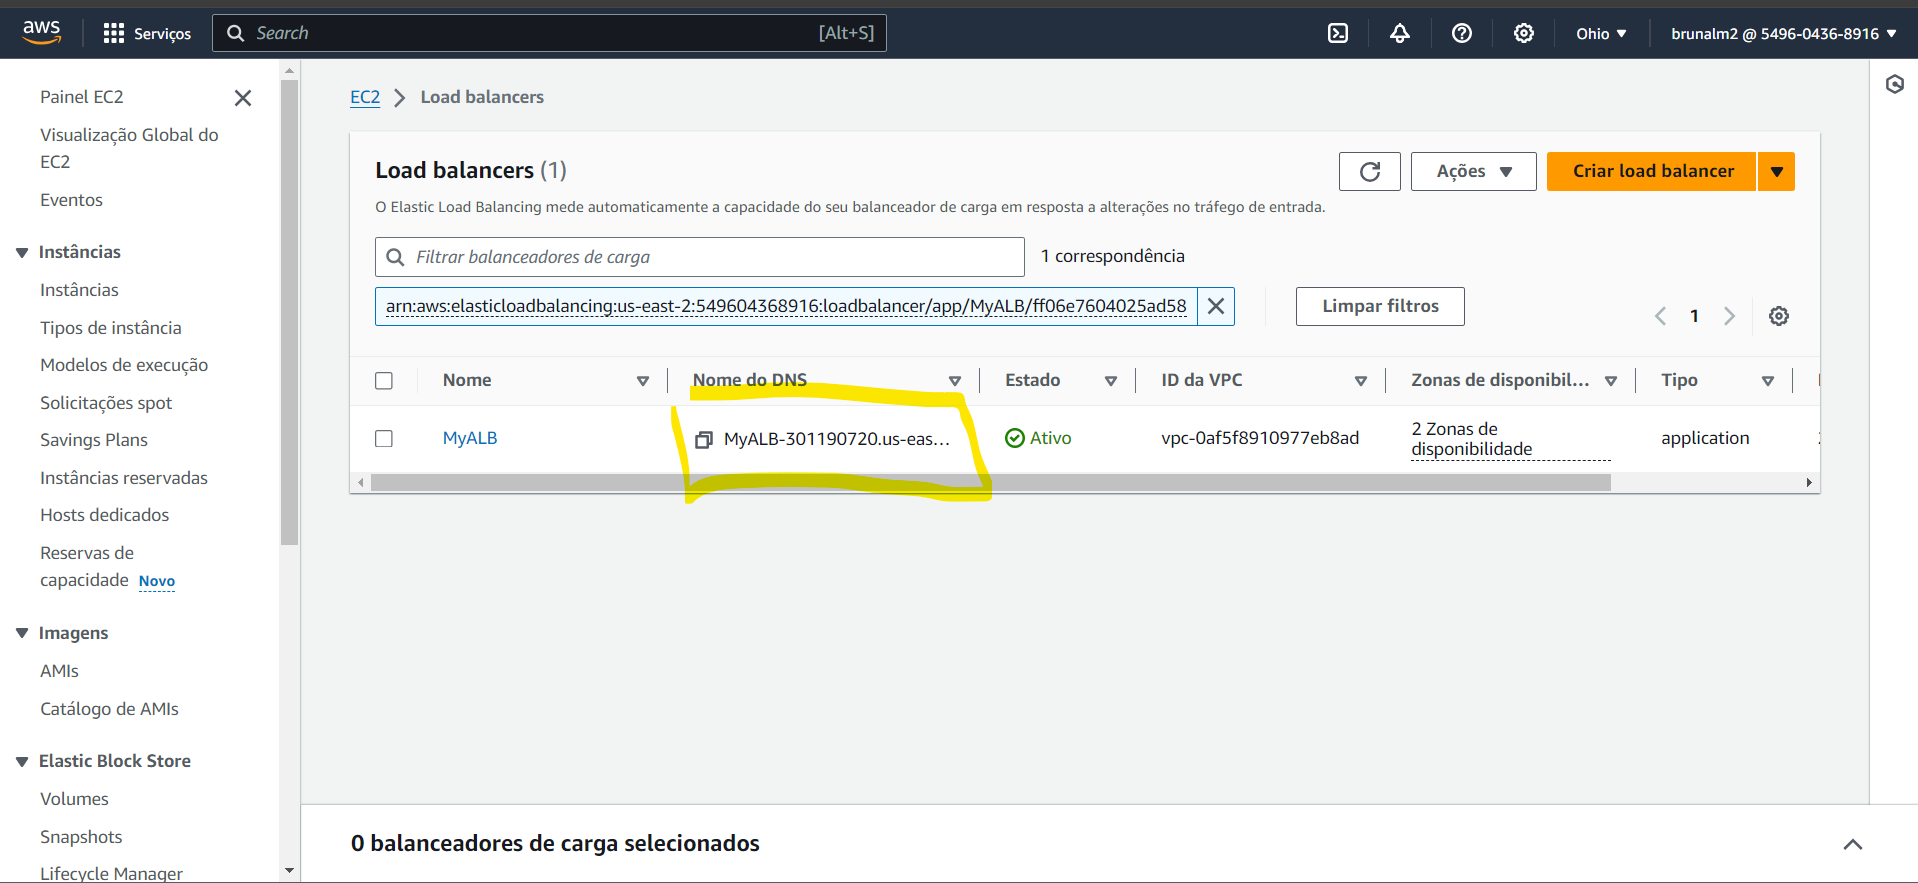 aws
Serviços
Search
[Alt+S]
Ohio
brunalm2 @ 5496-0436-8916
Painel EC2
Visualização Global do
EC2
Eventos
Instâncias
Instâncias
Tipos de instância
Modelos de execução
Solicitações spot
Savings Plans
Instâncias reservadas
Hosts dedicados
Reservas de
capacidade Novo
Imagens
AMIs
Catálogo de AMIs
Elastic Block Store
Volumes
Snapshots
Lifecycle Manager
EC2 > Load balancers
Load balancers (1)
Ações
Criar load balancer
O Elastic Load Balancing mede automaticamente a capacidade do seu balanceador de carga em resposta a alterações no tráfego de entrada.
Filtrar balanceadores de carga
1 correspondência
arn:aws:elasticloadbalancing:us-east-2:549604368916:loadbalancer/app/MyALB/ff06e7604025ad58
Limpar filtros
1
Nome
Nome do DNS
Estado
ID da VPC
Zonas de disponibil...
Tipo
MyALB
MyALB-301190720.us-eas...
Ativo
vpc-0af5f8910977eb8ad
2 Zonas de
disponibilidade
application
0 balanceadores de carga selecionados